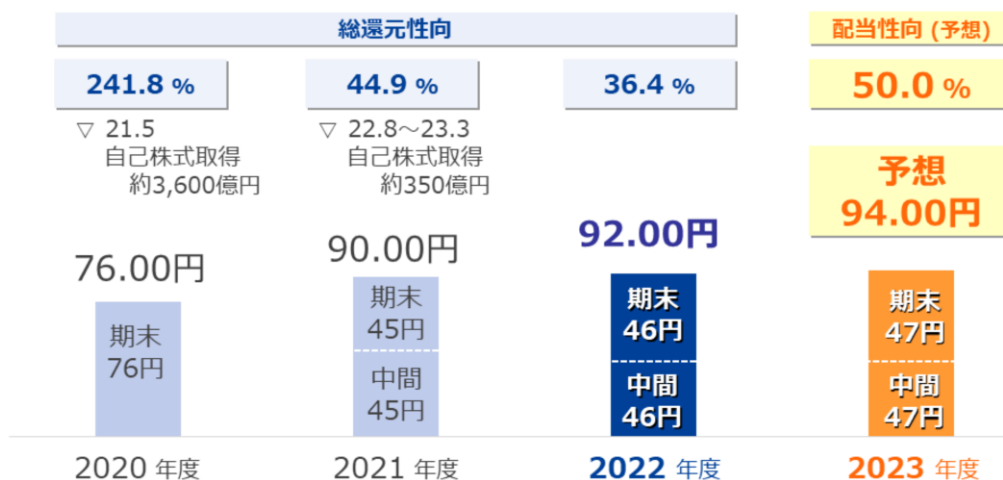 総還元性向
配当性向 (予想)
241.8 %
44.9 %
36.4 %
50.0 %
▽ 21.5
自己株式取得
約3,600億円
▽ 22.8～23.3
自己株式取得
約350億円
予想
94.00円
76.00円
90.00円
92.00円
期末
76円
期末
45円
中間
45円
期末
46円
中間
46円
期末
47円
中間
47円
2020 年度
2021 年度
2022 年度
2023 年度